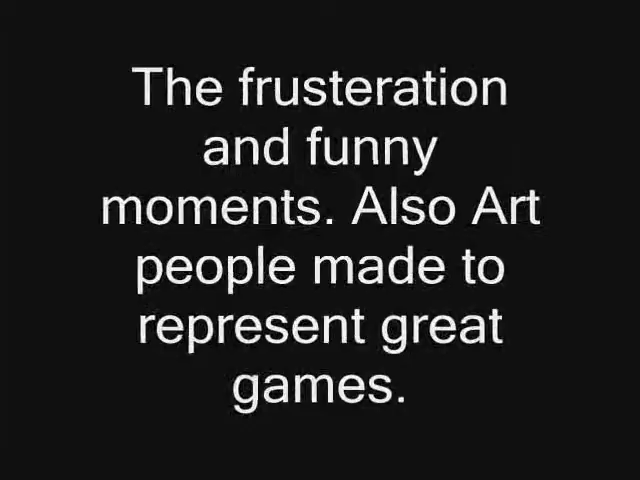 The frusteration
and funny
moments. Also Art
people made to
represent great
games.